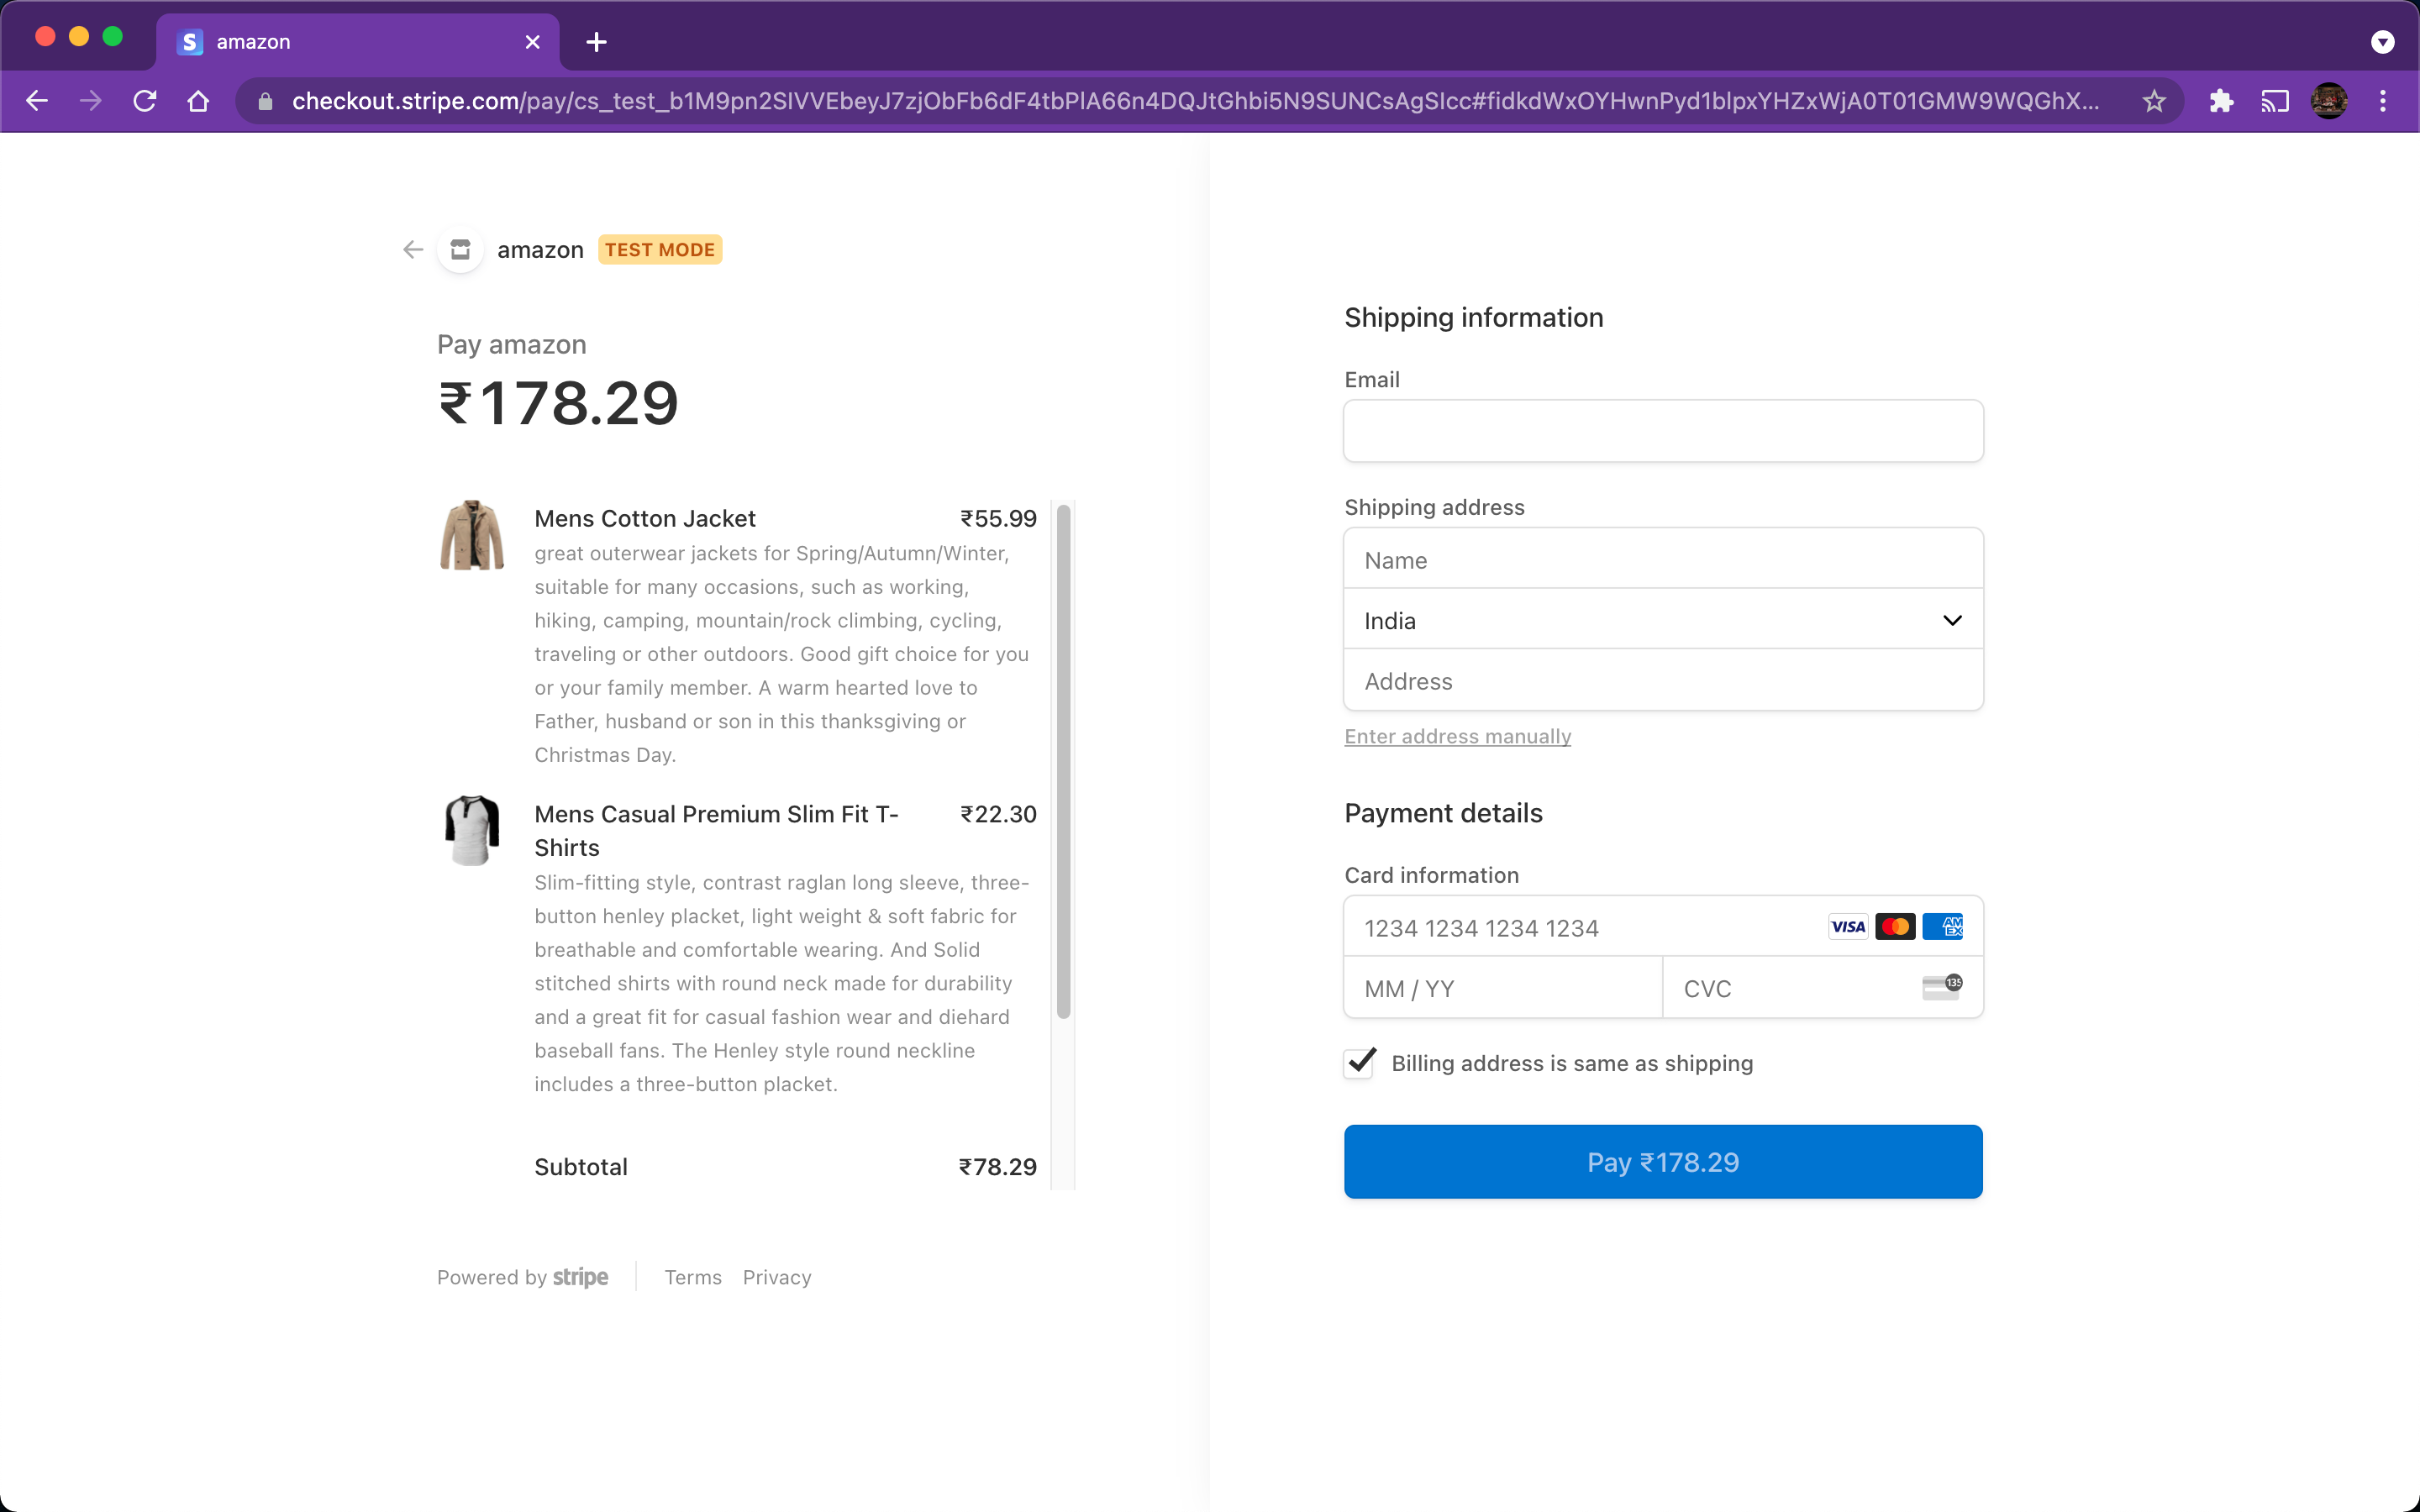 amazon
checkout.stripe.com/pay/cs_test_b1M9pn2SIVVEbeyJ7zjObFb6dF4tbPlA66n4DQJtGhbi5N9SUNCsAgSIcc#fidkdWxOYHwnPyd1blpxYHZxWjA0T01GMW9WQGhX...
amazon TEST MODE
Pay amazon
₹178.29
Mens Cotton Jacket ₹55.99
great outerwear jackets for Spring/Autumn/Winter,
suitable for many occasions, such as working,
hiking, camping, mountain/rock climbing, cycling,
traveling or other outdoors. Good gift choice for you
or your family member. A warm hearted love to
Father, husband or son in this thanksgiving or
Christmas Day.
Mens Casual Premium Slim Fit T- ₹22.30
Shirts
Slim-fitting style, contrast raglan long sleeve, three-
button henley placket, light weight & soft fabric for
breathable and comfortable wearing. And Solid
stitched shirts with round neck made for durability
and a great fit for casual fashion wear and diehard
baseball fans. The Henley style round neckline
includes a three-button placket.
Subtotal ₹78.29
Powered by stripe Terms Privacy
Shipping information
Email
Shipping address
Name
India
Address
Enter address manually
Payment details
Card information
1234 1234 1234 1234 VISA AMEX
MM / YY CVC 135
Billing address is same as shipping
Pay ₹178.29